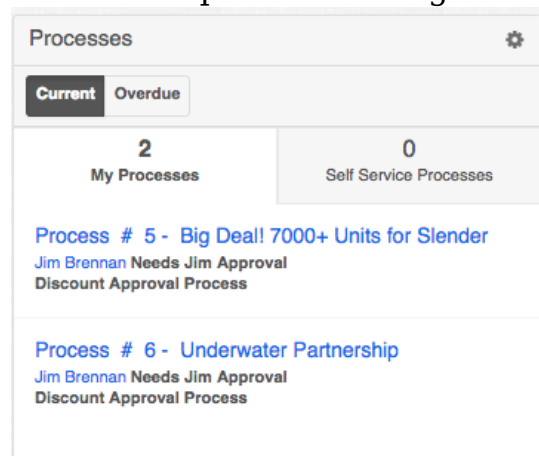 Processes
Current Overdue
2 0
My Processes Self Service Processes
Process # 5 - Big Deal! 7000+ Units for Slender
Jim Brennan Needs Jim Approval
Discount Approval Process
Process # 6 - Underwater Partnership
Jim Brennan Needs Jim Approval
Discount Approval Process